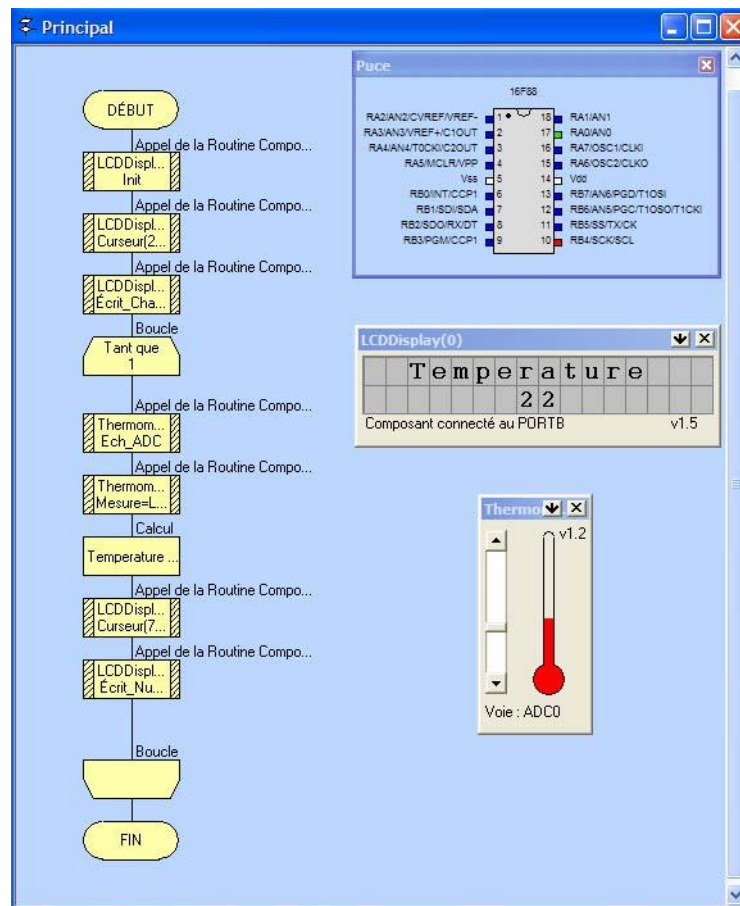 Principal
DÉBUT
Appel de la Routine Compo...
LCDDispl...
Init
Appel de la Routine Compo...
LCDDispl...
Curseur(2...
Appel de la Routine Compo...
LCDDispl...
Écrit_Cha...
Boucle
Tant que
1
Appel de la Routine Compo...
Thermom...
Ech_ADC
Appel de la Routine Compo...
Thermom...
Mesure=L...
Calcul
Temperature ...
Appel de la Routine Compo...
LCDDispl...
Curseur(7...
Appel de la Routine Compo...
LCDDispl...
Écrit_Nu...
Boucle
FIN
Puce
16F88
RA2/AN2/CVREF/VREF- 1 18 RA1/AN1
RA3/AN3/VREF+/C1OUT 2 17 RA0/AN0
RA4/AN4/T0CKI/C2OUT 3 16 RA7/OSC1/CLKI
RA5/MCLR/VPP 4 15 RA6/OSC2/CLKO
Vss 5 14 Vdd
RB0/INT/CCP1 6 13 RB7/AN6/PGD/T1OSI
RB1/SDI/SDA 7 12 RB6/AN5/PGC/T1OSO/T1CKI
RB2/SDO/RX/DT 8 11 RB5/SS/TX/CK
RB3/PGM/CCP1 9 10 RB4/SCK/SCL
LCDDisplay(0)
Temperature
22
Composant connecté au PORTB v1.5
Thermo
v1.2
Voie : ADC0